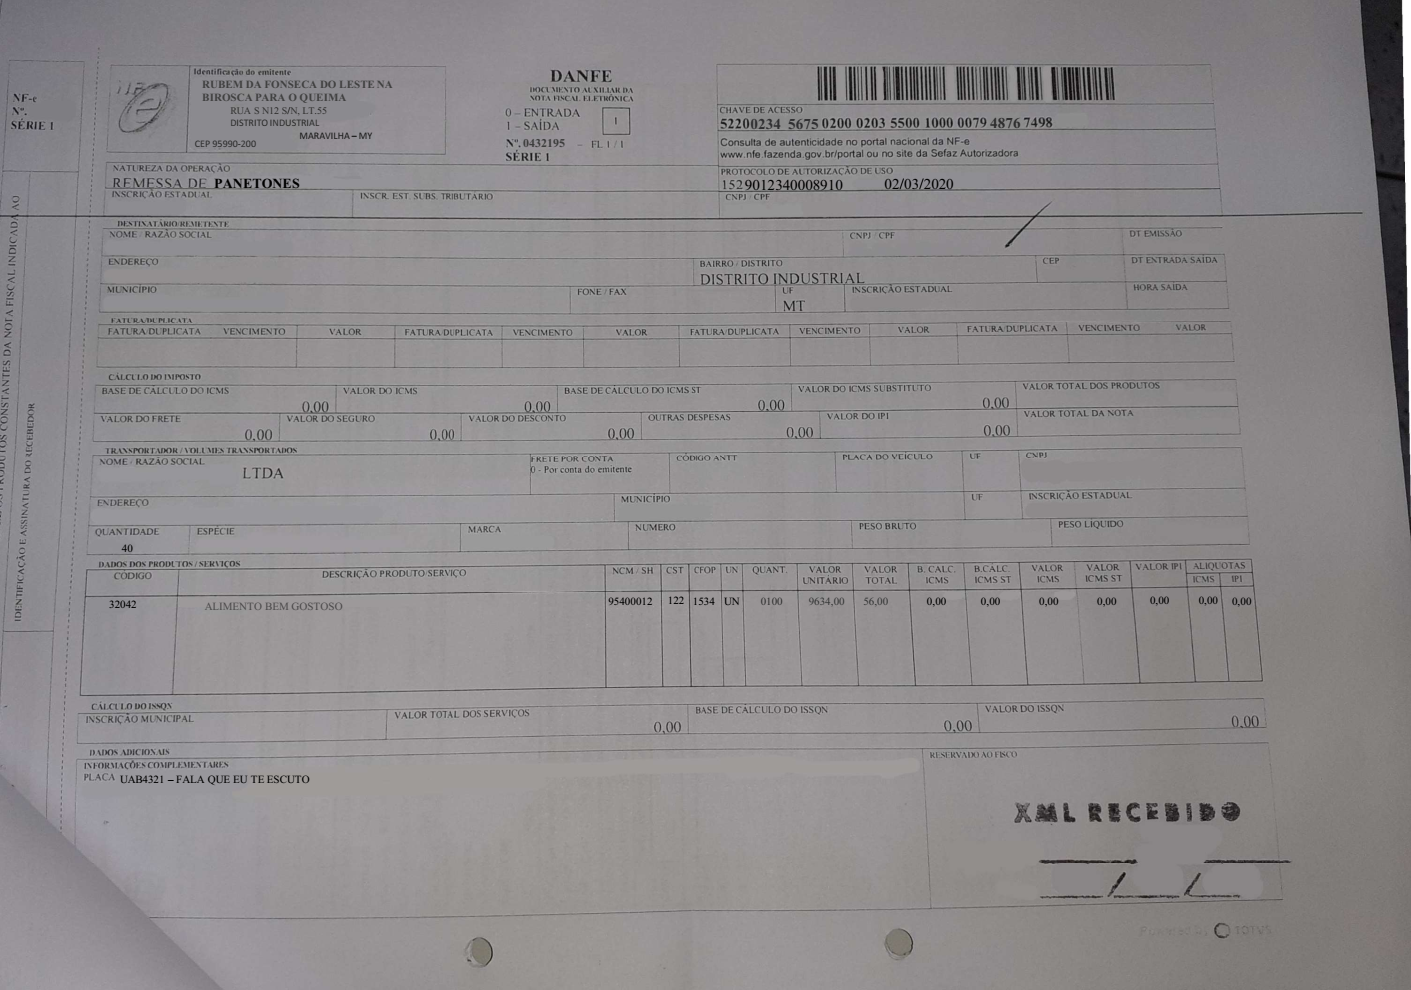 NF-e
Nº.
SÉRIE 1
IDENTIFICAÇÃO E ASSINATURA DO RECEBEDOR
PRODUTOS CONSTANTES DA NOTA FISCAL INDICADA AO
Identificação do emitente
RUBEM DA FONSECA DO LESTE NA
BIROSCA PARA O QUEIMA
RUA S N12 S/N, LT.55
DISTRITO INDUSTRIAL
MARAVILHA – MY
CEP 95990-200
DANFE
DOCUMENTO AUXILIAR DA
NOTA FISCAL ELETRÔNICA
0 – ENTRADA
1 – SAÍDA
1
Nº. 0432195 – FL 1 / 1
SÉRIE 1
CHAVE DE ACESSO
52200234 5675 0200 0203 5500 1000 0079 4876 7498
Consulta de autenticidade no portal nacional da NF-e
www.nfe.fazenda.gov.br/portal ou no site da Sefaz Autorizadora
NATUREZA DA OPERAÇÃO
REMESSA DE PANETONES
PROTOCOLO DE AUTORIZAÇÃO DE USO
1529012340008910 02/03/2020
INSCRIÇÃO ESTADUAL INSCR. EST. SUBS. TRIBUTARIO CNPJ / CPF
DESTINATÁRIO/REMETENTE
NOME / RAZÃO SOCIAL CNPJ / CPF DT EMISSÃO
ENDEREÇO BAIRRO / DISTRITO CEP DT ENTRADA SAÍDA
DISTRITO INDUSTRIAL
MUNICÍPIO FONE / FAX UF INSCRIÇÃO ESTADUAL HORA SAÍDA
MT
FATURA/DUPLICATA
FATURA/DUPLICATA VENCIMENTO VALOR FATURA/DUPLICATA VENCIMENTO VALOR FATURA/DUPLICATA VENCIMENTO VALOR FATURA/DUPLICATA VENCIMENTO VALOR
CÁLCULO DO IMPOSTO
BASE DE CÁLCULO DO ICMS VALOR DO ICMS BASE DE CÁLCULO DO ICMS ST VALOR DO ICMS SUBSTITUTO VALOR TOTAL DOS PRODUTOS
0,00 0,00 0,00 0,00
VALOR DO FRETE VALOR DO SEGURO VALOR DO DESCONTO OUTRAS DESPESAS VALOR DO IPI VALOR TOTAL DA NOTA
0,00 0,00 0,00 0,00 0,00
TRANSPORTADOR / VOLUMES TRANSPORTADOS
NOME / RAZÃO SOCIAL FRETE POR CONTA CÓDIGO ANTT PLACA DO VEÍCULO UF CNPJ
LTDA 0 - Por conta do emitente
ENDEREÇO MUNICÍPIO UF INSCRIÇÃO ESTADUAL
QUANTIDADE ESPÉCIE MARCA NUMERO PESO BRUTO PESO LÍQUIDO
40
DADOS DOS PRODUTOS / SERVIÇOS
CÓDIGO DESCRIÇÃO PRODUTO/SERVIÇO NCM / SH CST CFOP UN QUANT. VALOR UNITÁRIO VALOR TOTAL B. CALC. ICMS B.CALC. ICMS ST VALOR ICMS VALOR ICMS ST VALOR IPI ALIQUOTAS ICMS IPI
32042 ALIMENTO BEM GOSTOSO 95400012 122 1534 UN 0100 9634,00 56,00 0,00 0,00 0,00 0,00 0,00 0,00 0,00
CÁLCULO DO ISSQN
INSCRIÇÃO MUNICIPAL VALOR TOTAL DOS SERVIÇOS BASE DE CÁLCULO DO ISSQN VALOR DO ISSQN
0,00 0,00 0,00
DADOS ADICIONAIS
INFORMAÇÕES COMPLEMENTARES RESERVADO AO FISCO
PLACA UAB4321 – FALA QUE EU TE ESCUTO
XML RECEBIDO
Powered by TOTVS